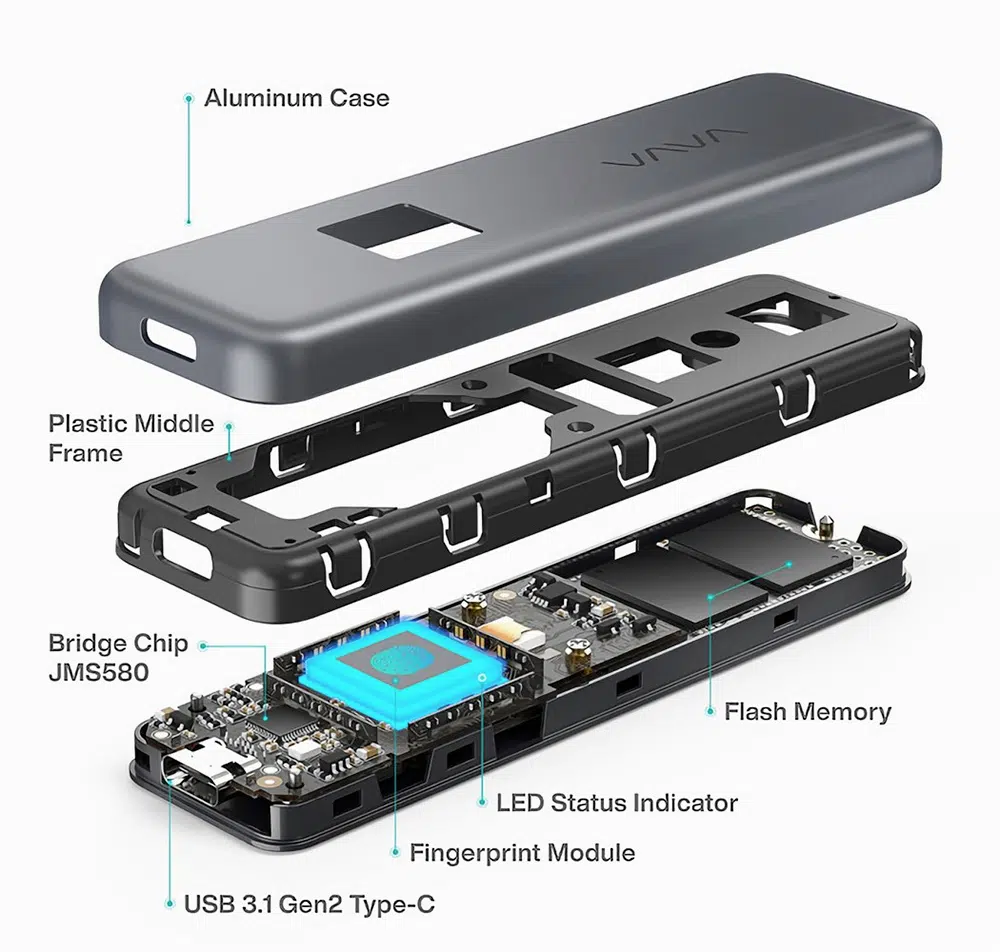 Aluminum Case
VAVA
Plastic Middle
Frame
Bridge Chip
JMS580
Flash Memory
LED Status Indicator
Fingerprint Module
USB 3.1 Gen2 Type-C